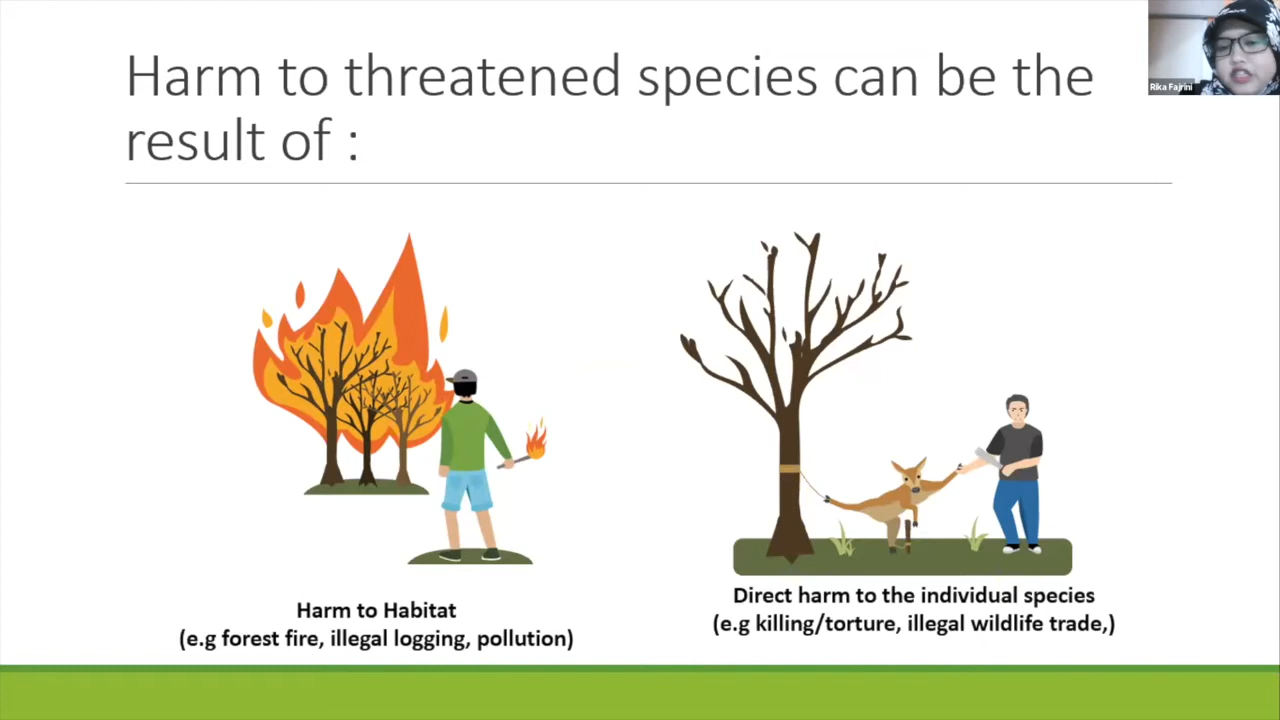 Harm to threatened species can be the
result of :
Rika Fajrini
Harm to Habitat
(e.g forest fire, illegal logging, pollution)
Direct harm to the individual species
(e.g killing/torture, illegal wildlife trade,)